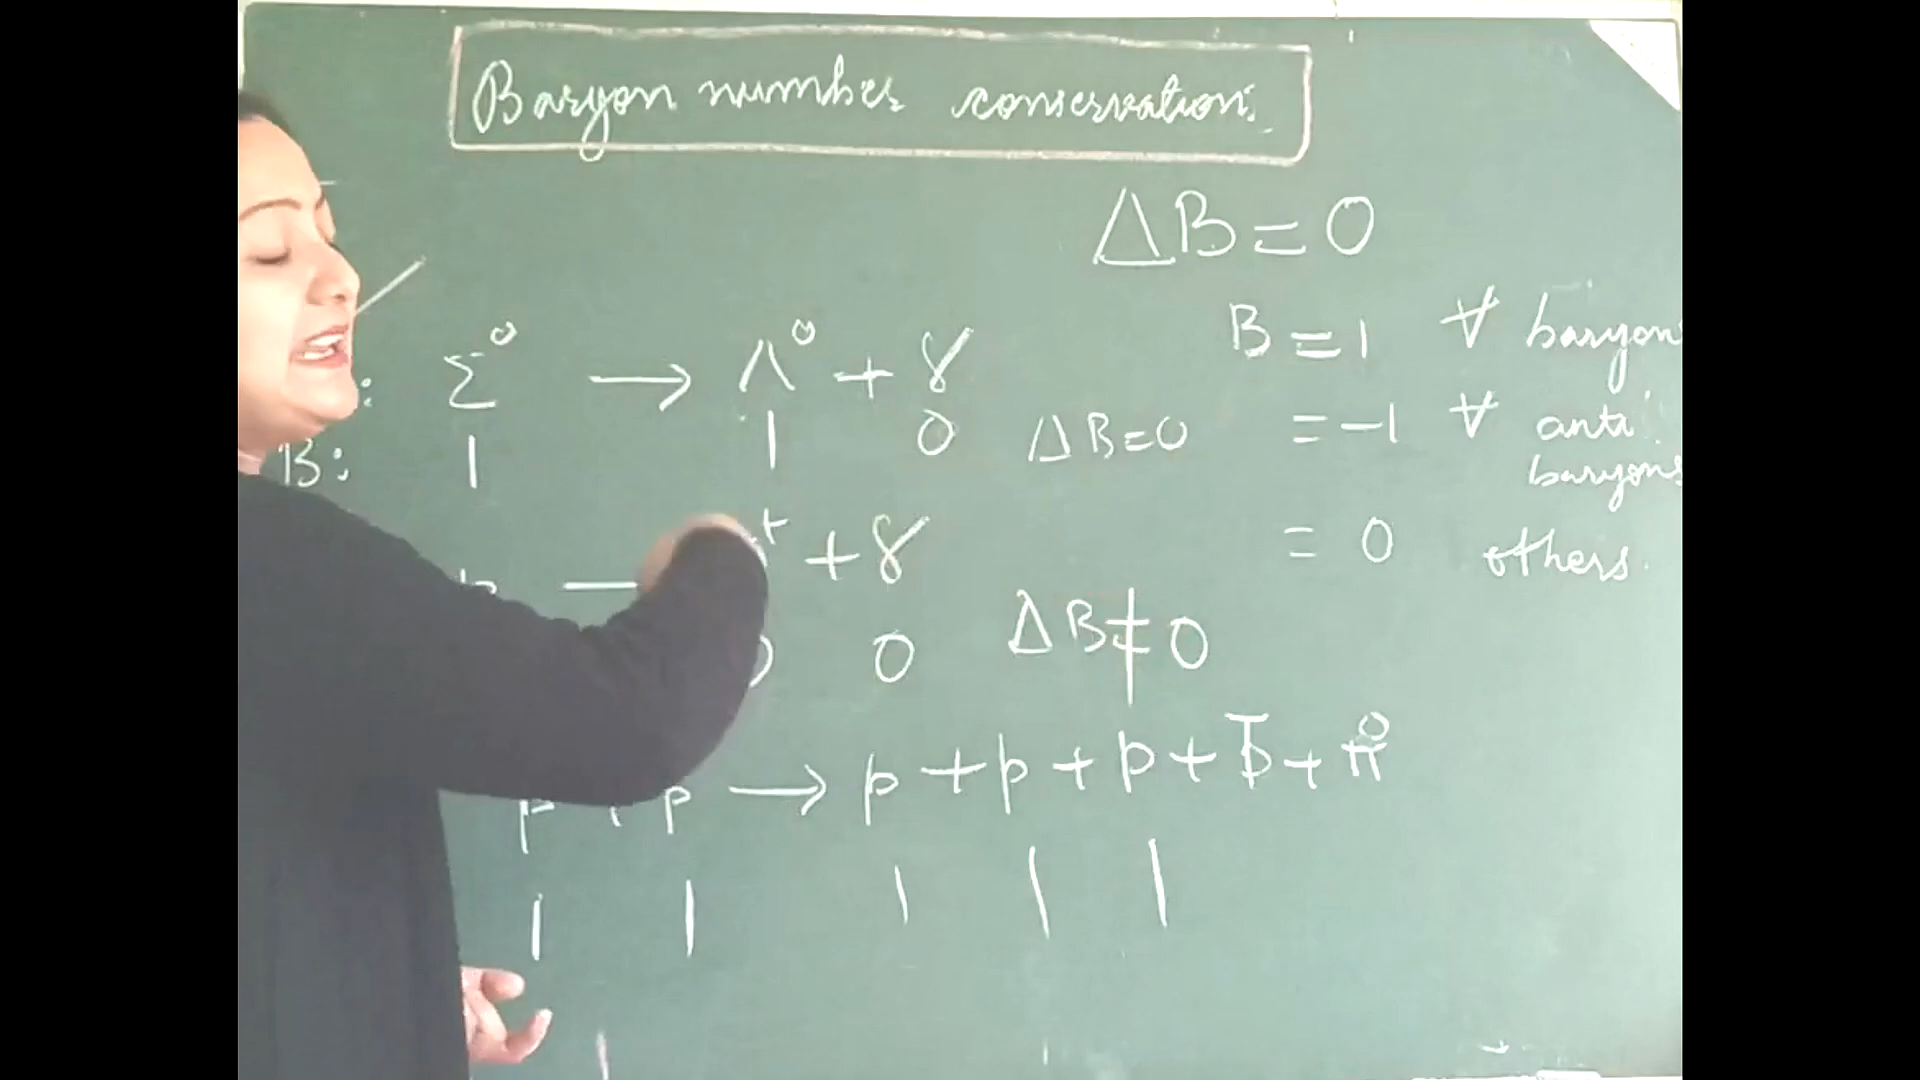 Baryon number conservation
ΔB = 0
B = 1 ∀ baryons
Σ⁰ → Λ⁰ + γ
B: 1 1 0 ΔB = 0
= -1 ∀ anti baryons
= 0 others.
+ γ
0 ΔB ≠ 0
p + p → p + p + p + p̄ + π⁰
1 1 1 1 1